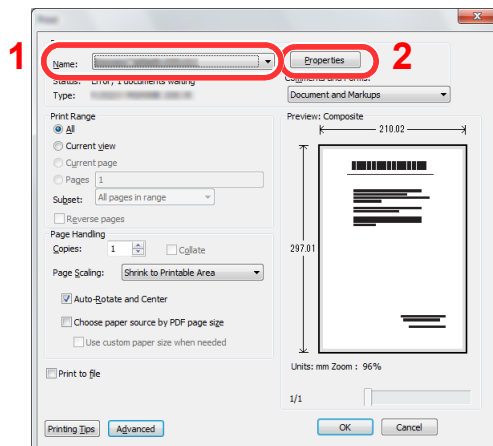 1
2
Name:
Properties
Status: Error, 1 documents waiting
Comments and Forms:
Type:
Document and Markups
Print Range
All
Current view
Current page
Pages 1
Subset: All pages in range
Reverse pages
Preview: Composite
210.02
297.01
Page Handling
Copies: 1 Collate
Page Scaling: Shrink to Printable Area
Auto-Rotate and Center
Choose paper source by PDF page size
Use custom paper size when needed
Units: mm Zoom : 96%
Print to file
1/1
Printing Tips Advanced
OK Cancel